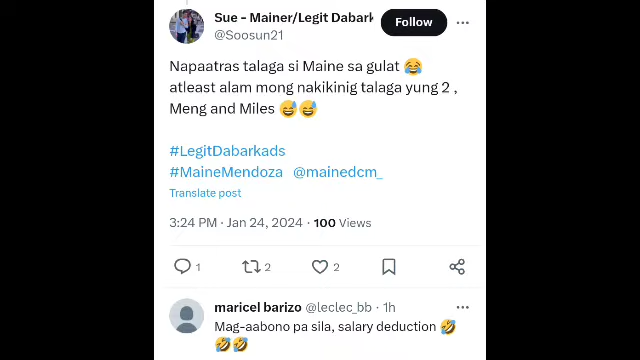 Sue - Mainer/Legit Dabark
Follow
@Soosun21
Napaatras talaga si Maine sa gulat 😂
atleast alam mong nakikinig talaga yung 2 ,
Meng and Miles 😅😅
#LegitDabarkads
#MaineMendoza @mainedcm_
Translate post
3:24 PM · Jan 24, 2024 · 100 Views
1 2 2
maricel barizo @leclec_bb · 1h
Mag-aabono pa sila, salary deduction 🤣
🤣🤣